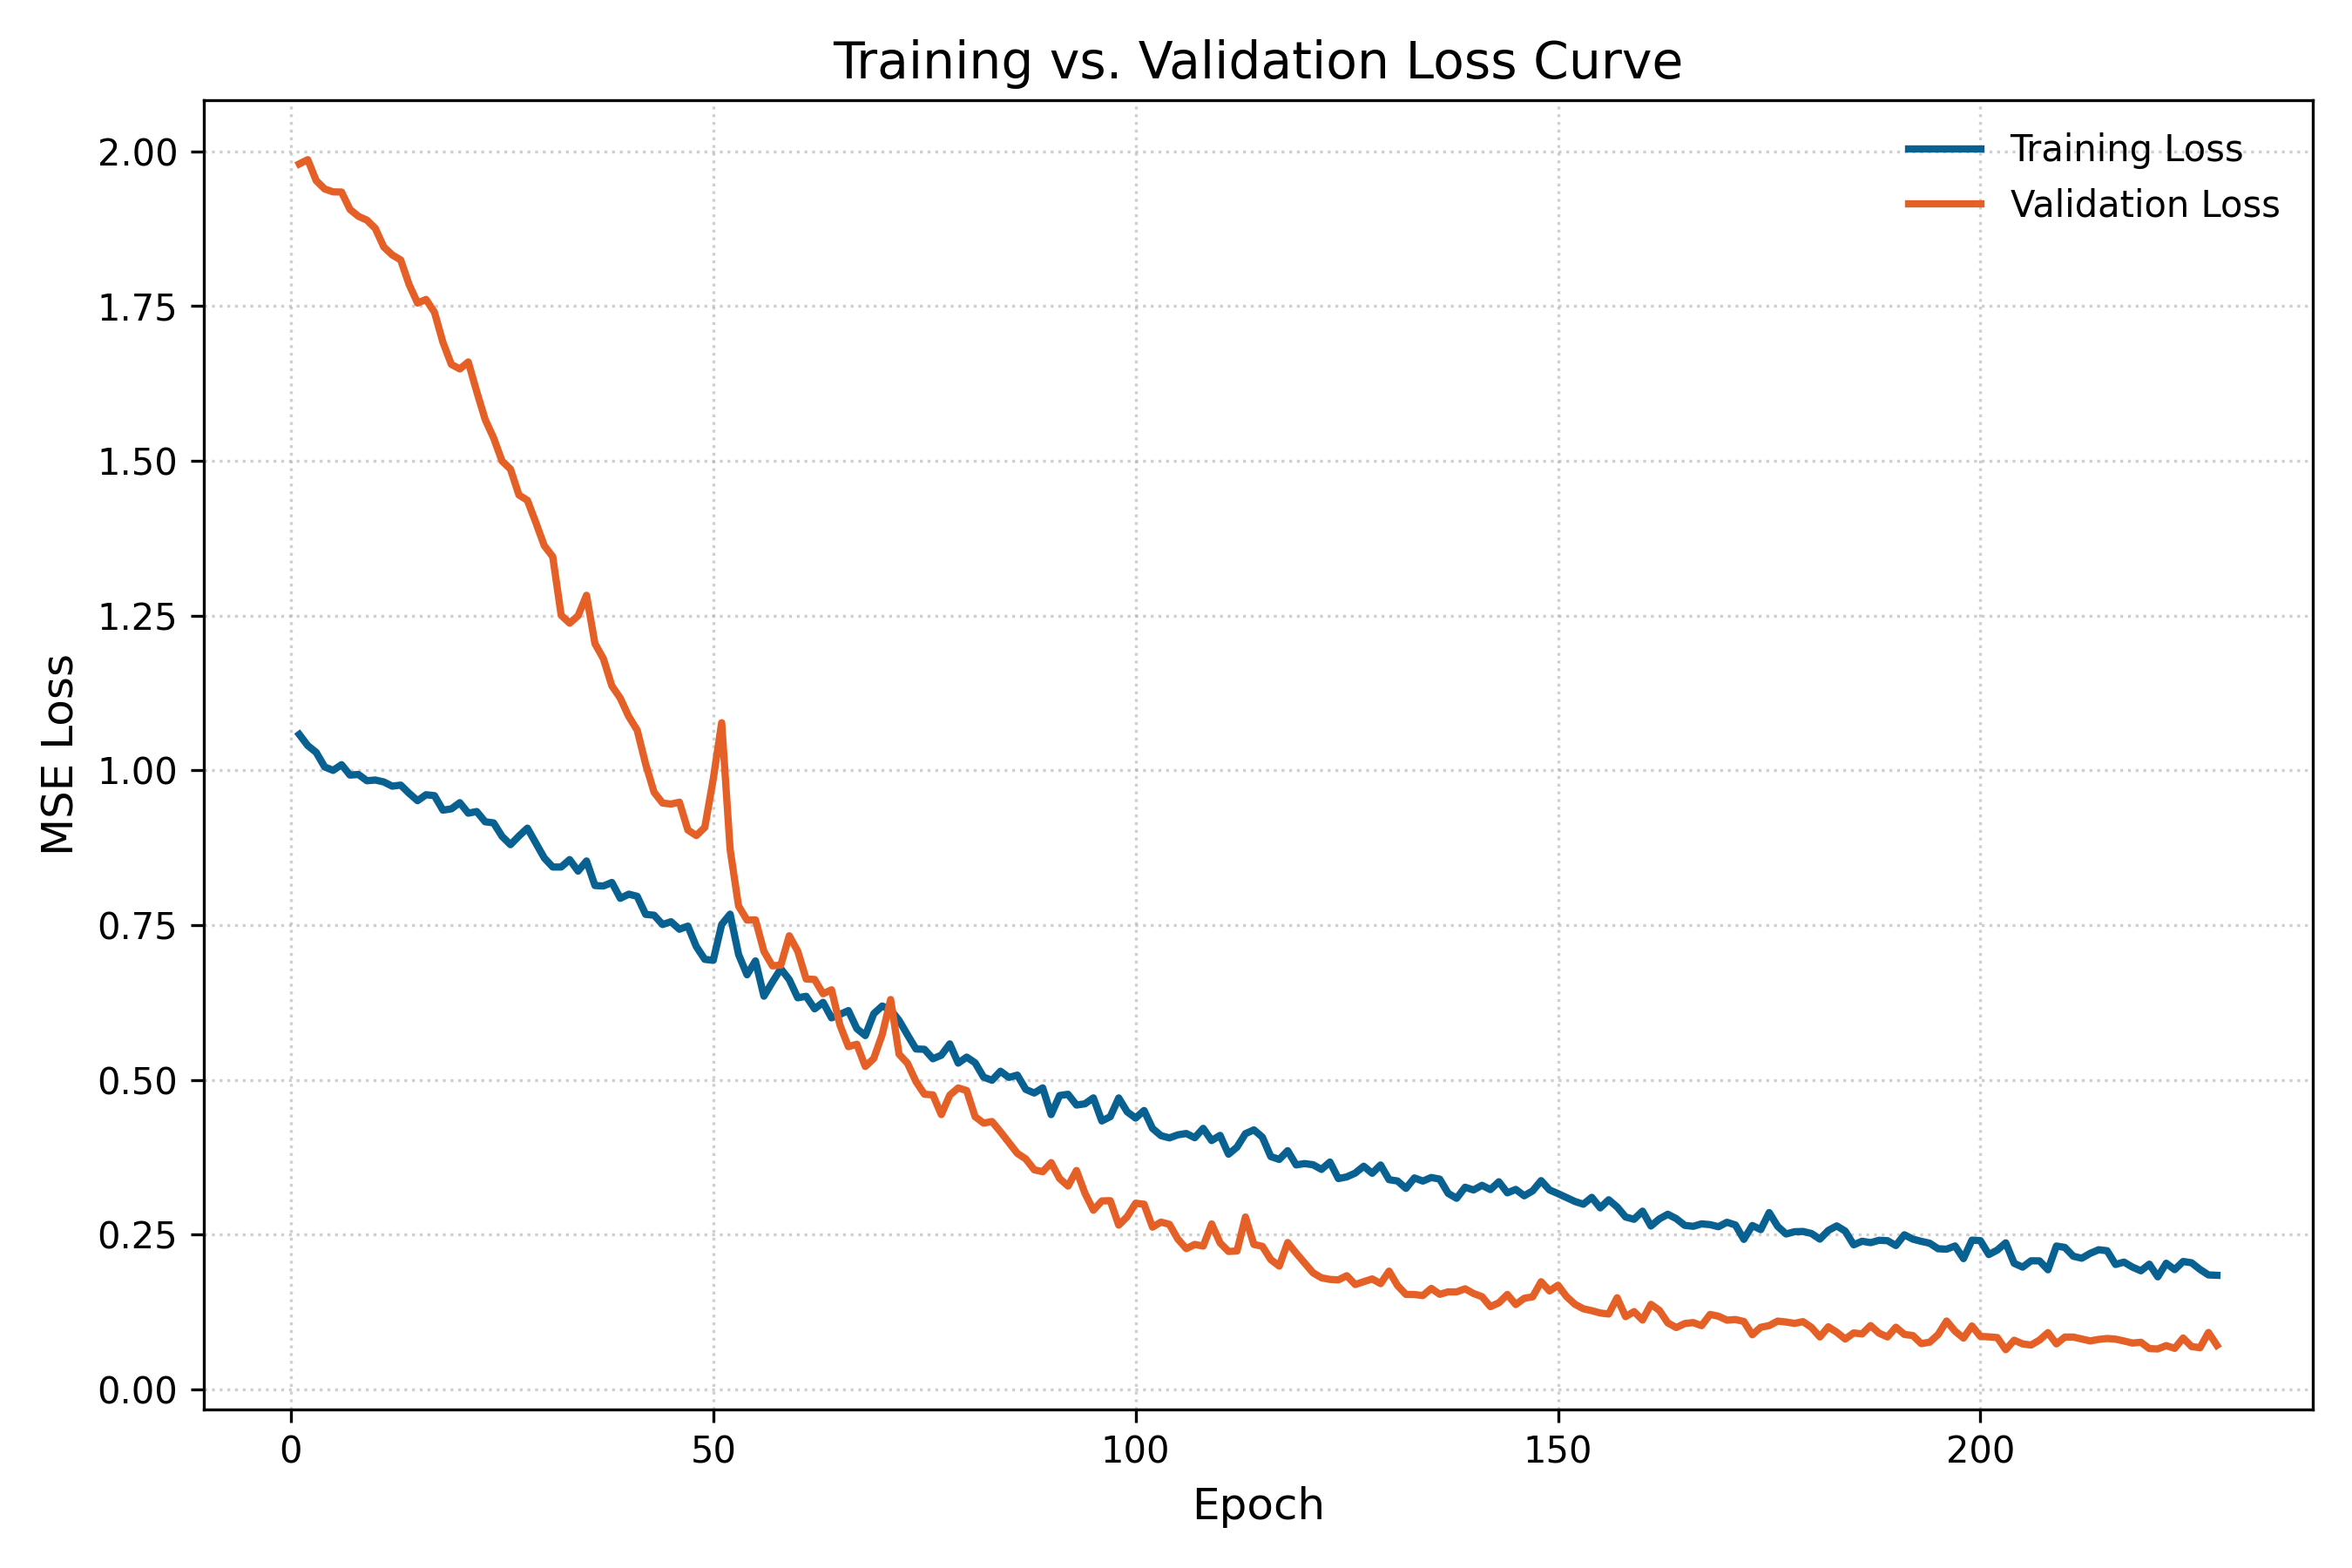 Training vs. Validation Loss Curve
Training Loss
Validation Loss
MSE Loss
2.00
1.75
1.50
1.25
1.00
0.75
0.50
0.25
0.00
0 50 100 150 200
Epoch